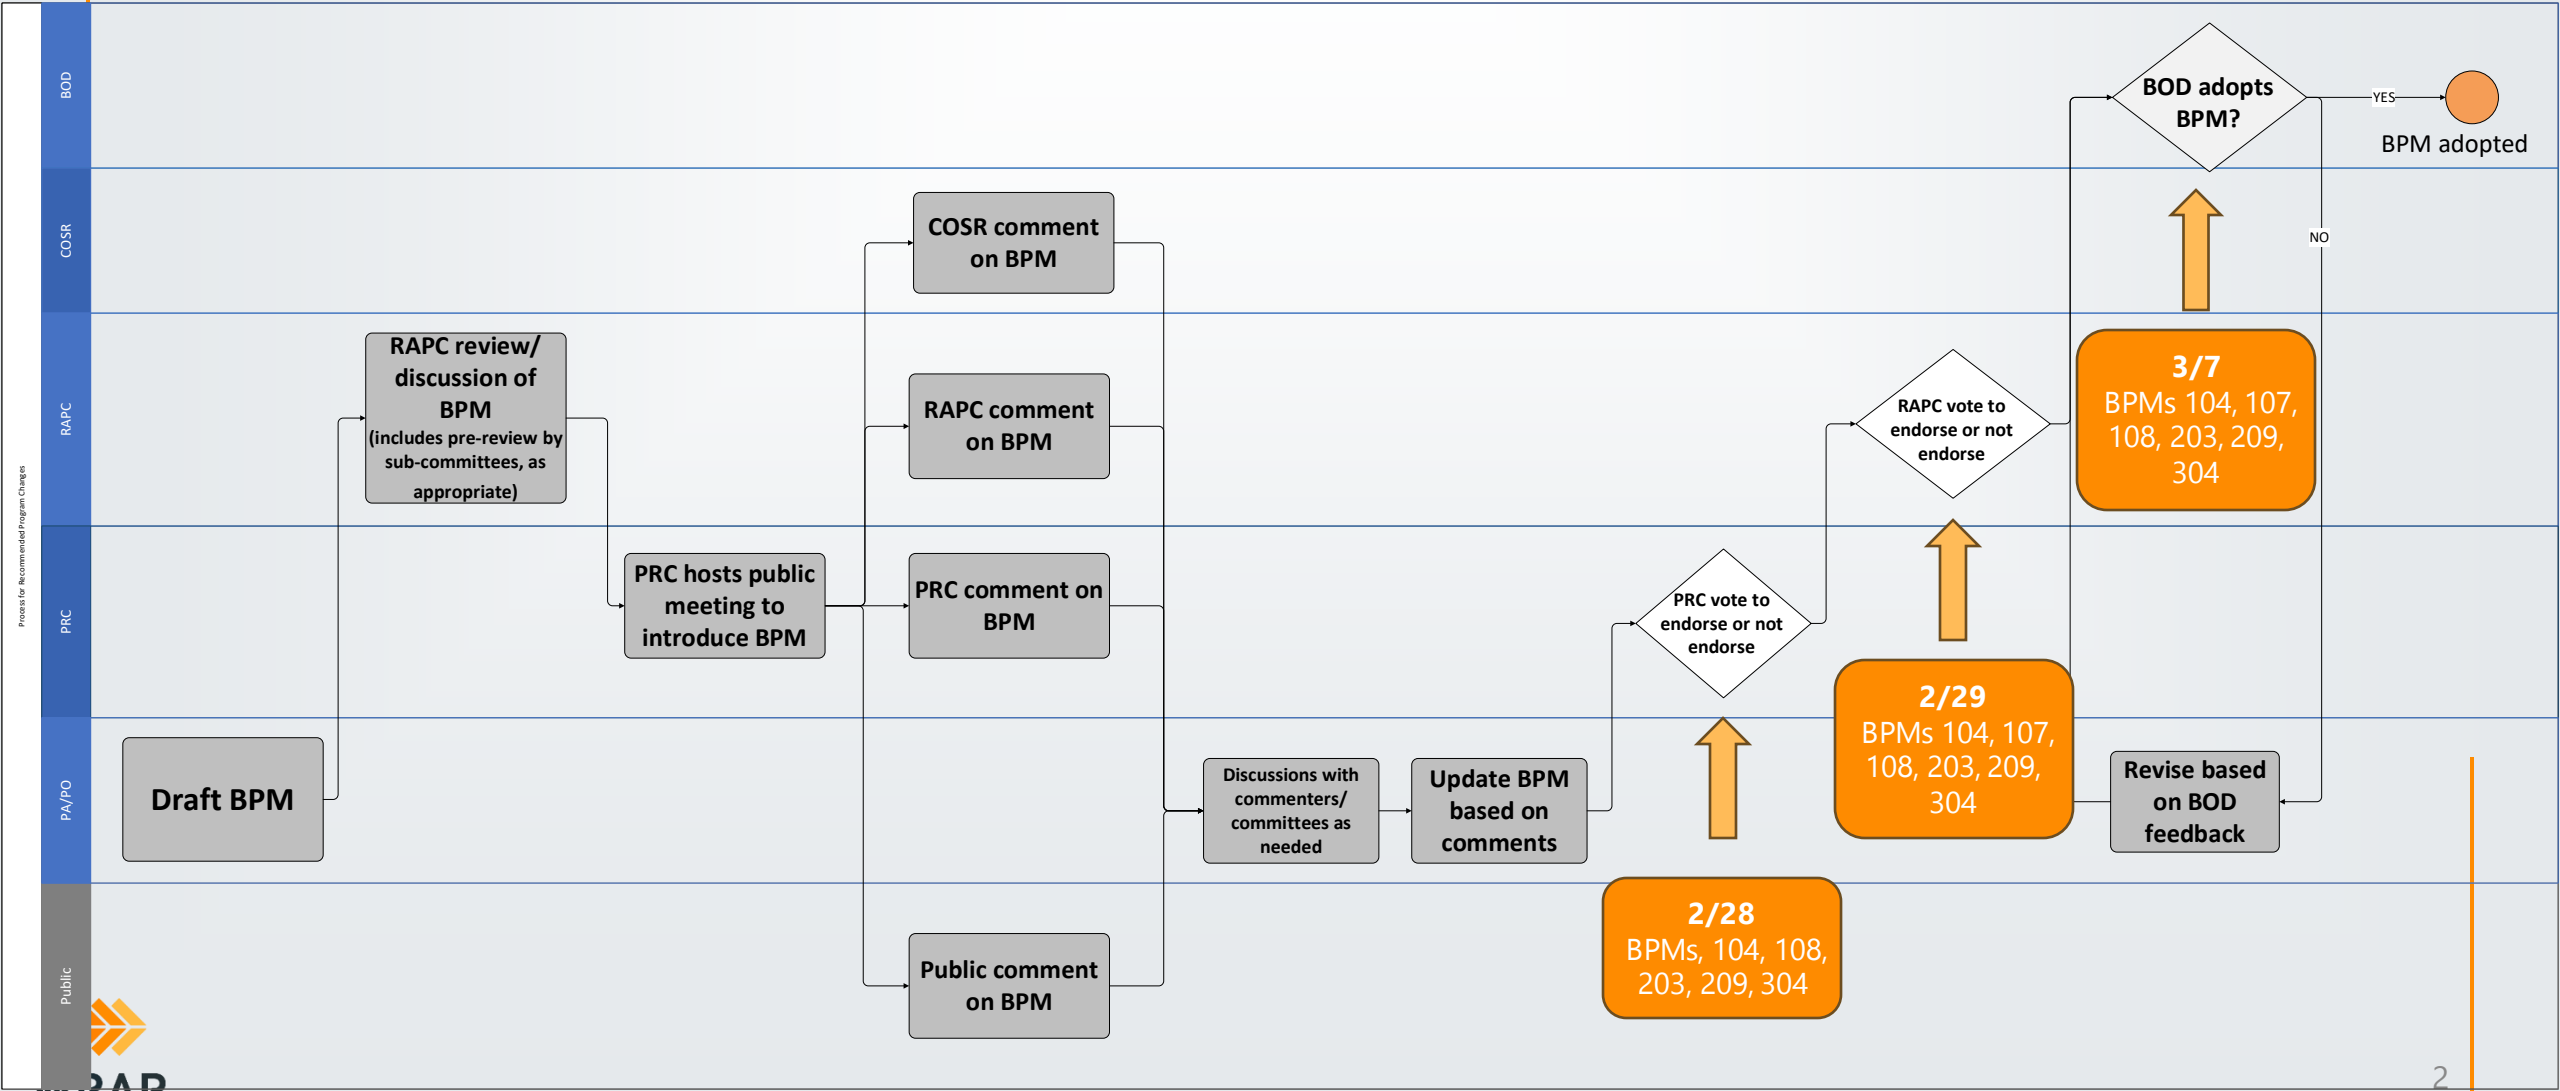 Process for Recommended Program Changes
BOD
BOD adopts
BPM?
YES
BPM adopted
COSR
COSR comment
on BPM
NO
RAPC
RAPC review/
discussion of
BPM
(includes pre-review by
sub-committees, as
appropriate)
RAPC comment
on BPM
RAPC vote to
endorse or not
endorse
3/7
BPMs 104, 107,
108, 203, 209,
304
PRC
PRC hosts public
meeting to
introduce BPM
PRC comment on
BPM
PRC vote to
endorse or not
endorse
2/29
BPMs 104, 107,
108, 203, 209,
304
PA/PO
Draft BPM
Discussions with
commenters/
committees as
needed
Update BPM
based on
comments
Revise based
on BOD
feedback
Public
Public comment
on BPM
2/28
BPMs, 104, 108,
203, 209, 304
2